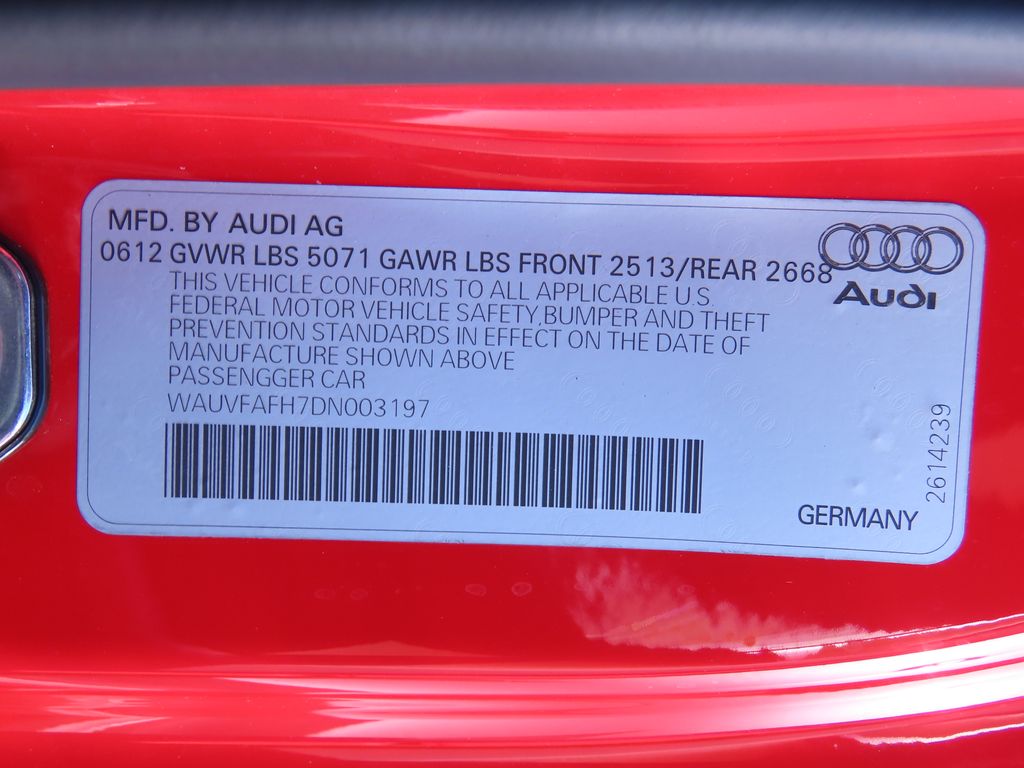 MFD. BY AUDI AG
0612 GVWR LBS 5071 GAWR LBS FRONT 2513/REAR 2668
THIS VEHICLE CONFORMS TO ALL APPLICABLE U.S.
FEDERAL MOTOR VEHICLE SAFETY,BUMPER AND THEFT
PREVENTION STANDARDS IN EFFECT ON THE DATE OF
MANUFACTURE SHOWN ABOVE
PASSENGGER CAR
WAUVFAFH7DN003197
Audi
2614239
GERMANY